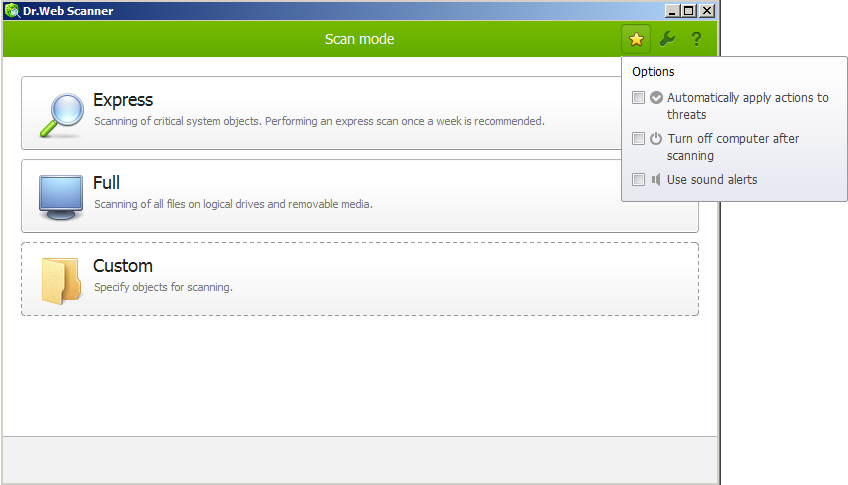 Dr.Web Scanner
Scan mode
?
Options
Automatically apply actions to
threats
Turn off computer after
scanning
Use sound alerts
Express
Scanning of critical system objects. Performing an express scan once a week is recommended.
Full
Scanning of all files on logical drives and removable media.
Custom
Specify objects for scanning.